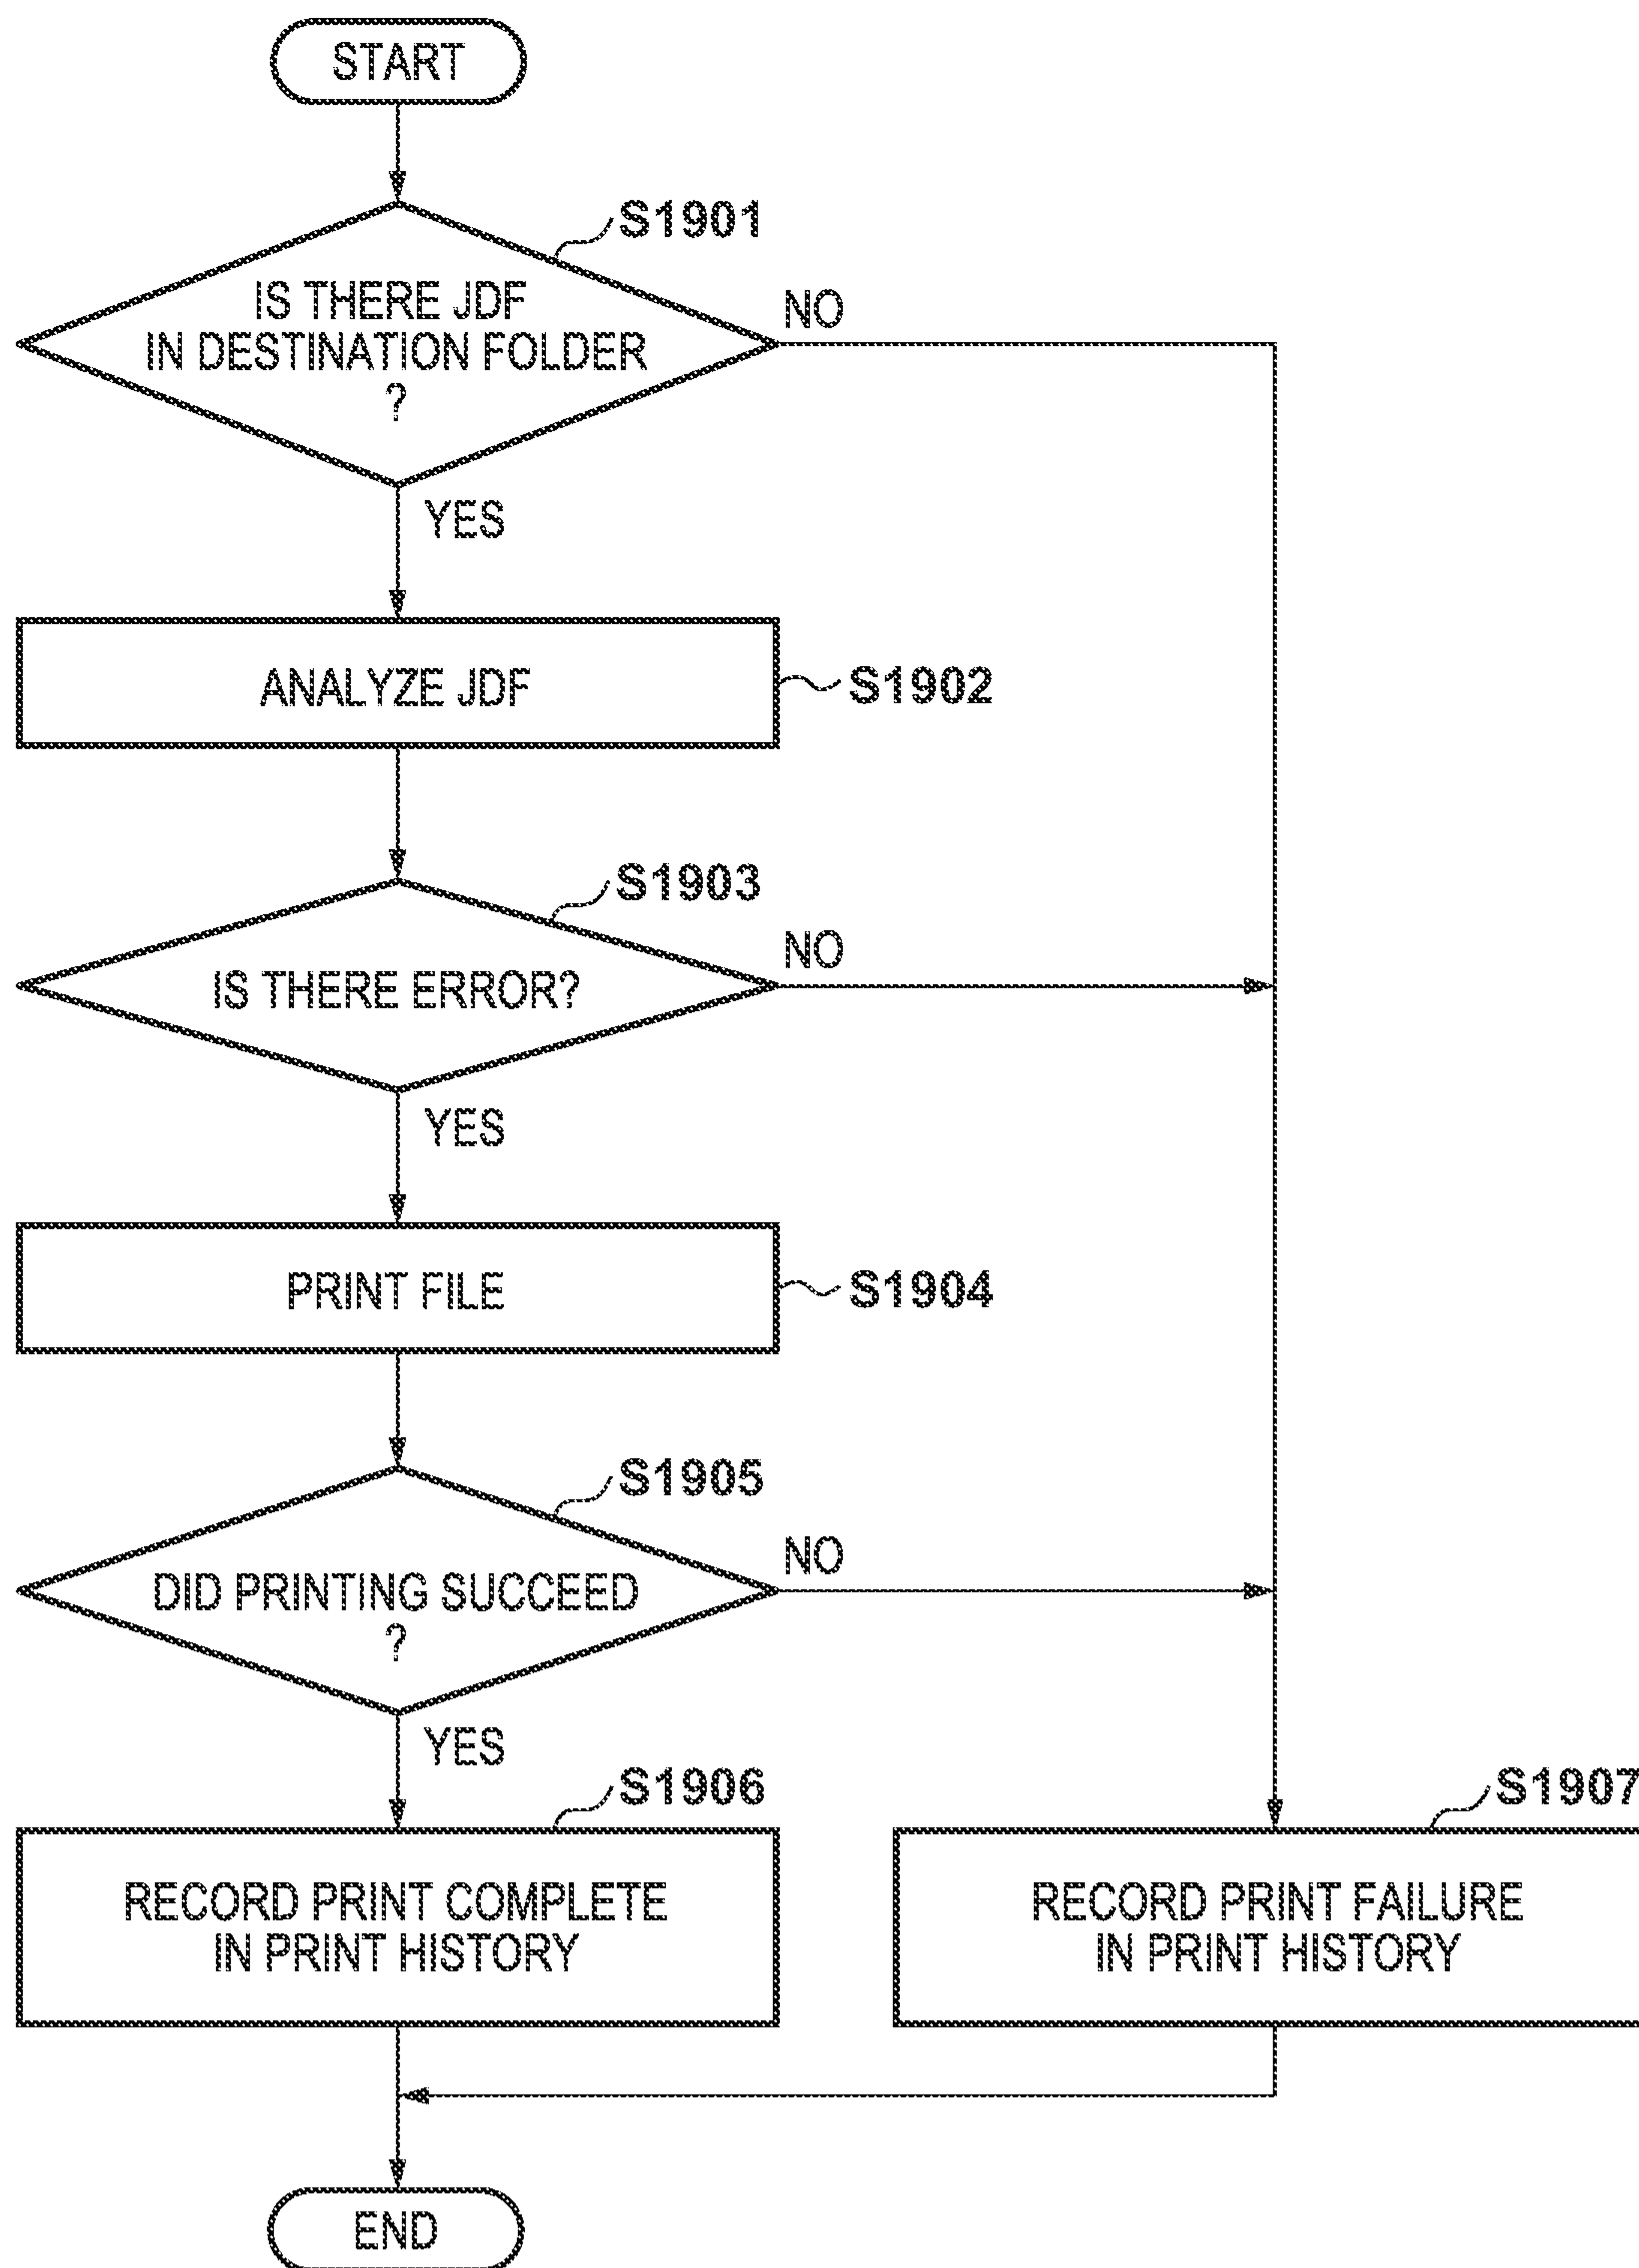 START
S1901
IS THERE JDF
IN DESTINATION FOLDER
?
NO
YES
ANALYZE JDF
S1902
S1903
IS THERE ERROR?
NO
YES
PRINT FILE
S1904
S1905
DID PRINTING SUCCEED
?
NO
YES
S1906
RECORD PRINT COMPLETE
IN PRINT HISTORY
S1907
RECORD PRINT FAILURE
IN PRINT HISTORY
END